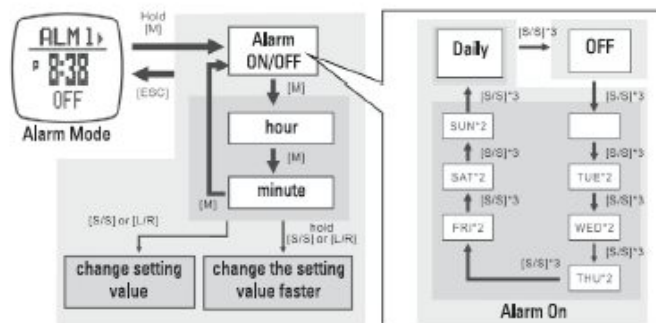 ALM 1
P 8:38
OFF
Alarm Mode
Hold
[M]
[ESC]
Alarm
ON/OFF
[M]
hour
[M]
minute
[M]
[S/S] or [L/R]
hold
[S/S] or [L/R]
change setting
value
change the setting
value faster
Daily
[S/S]*3
OFF
[S/S]*3
[S/S]*3
SUN*2
[S/S]*3
[S/S]*3
SAT*2
TUE*2
[S/S]*3
[S/S]*3
FRI*2
WED*2
[S/S]*3
[S/S]*3
THU*2
Alarm On